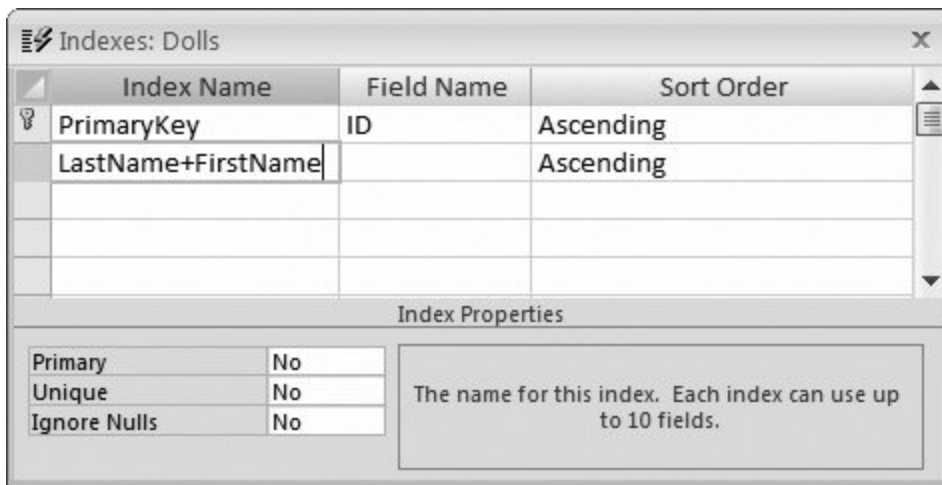 Indexes: Dolls
Index Name Field Name Sort Order
PrimaryKey ID Ascending
LastName+FirstName Ascending
Index Properties
Primary No
Unique No
Ignore Nulls No
The name for this index. Each index can use up
to 10 fields.